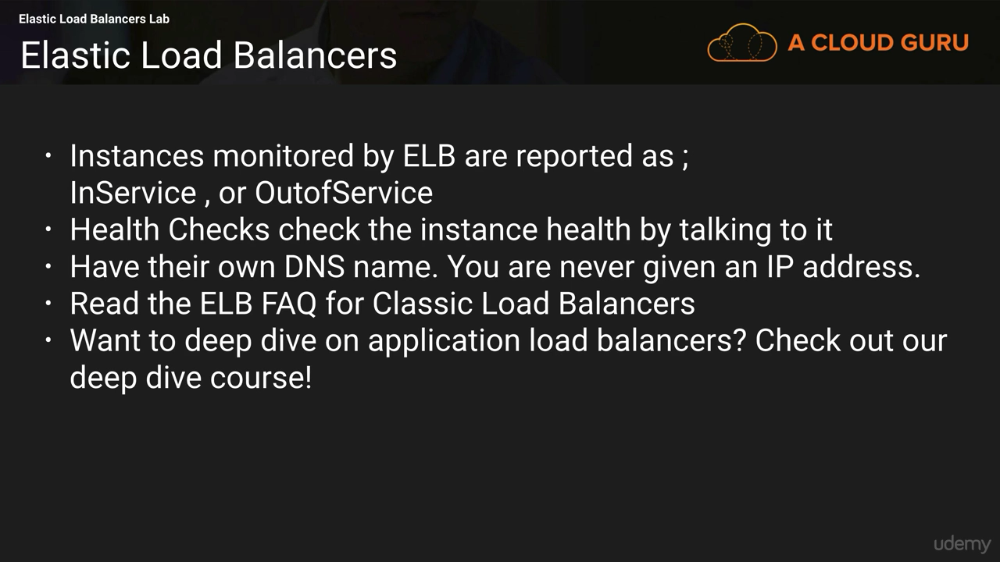 Elastic Load Balancers Lab
Elastic Load Balancers
A CLOUD GURU
• Instances monitored by ELB are reported as ;
InService , or OutofService
• Health Checks check the instance health by talking to it
• Have their own DNS name. You are never given an IP address.
• Read the ELB FAQ for Classic Load Balancers
• Want to deep dive on application load balancers? Check out our
deep dive course!
udemy